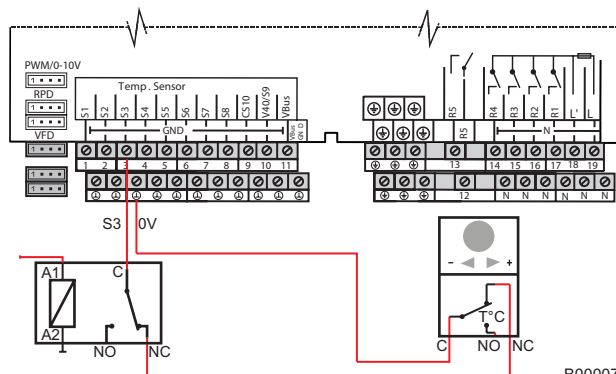 PWM/0-10V
RPD
VFD
Temp. Sensor
S1 S2 S3 S4 S5 S6 S7 S8 CS10 V40/S9 VBus
GND
VBus
GND
R5 R4 R3 R2 R1 L' L
R5
N
1 2 3 4 5 6 7 8 9 10 11
13 14 15 16 17 18 19
12 N N N N N
S3 0V
A1 C
A2
NO NC
- +
T°C
C NO NC